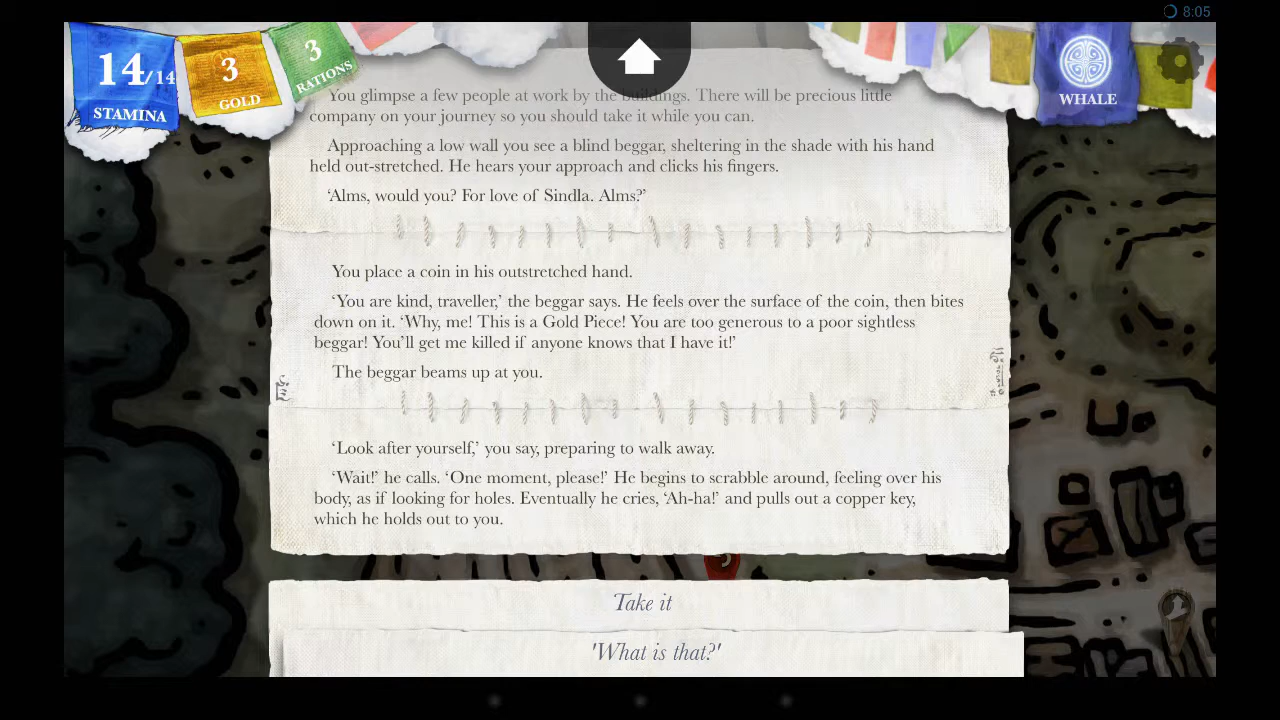 8:05
14/14
STAMINA
3
GOLD
3
RATIONS
WHALE
You glimpse a few people at work by the buildings. There will be precious little
company on your journey so you should take it while you can.
Approaching a low wall you see a blind beggar, sheltering in the shade with his hand
held out-stretched. He hears your approach and clicks his fingers.
‘Alms, would you? For love of Sindla. Alms?’
You place a coin in his outstretched hand.
‘You are kind, traveller,’ the beggar says. He feels over the surface of the coin, then bites
down on it. ‘Why, me! This is a Gold Piece! You are too generous to a poor sightless
beggar! You’ll get me killed if anyone knows that I have it!’
The beggar beams up at you.
‘Look after yourself,’ you say, preparing to walk away.
‘Wait!’ he calls. ‘One moment, please!’ He begins to scrabble around, feeling over his
body, as if looking for holes. Eventually he cries, ‘Ah-ha!’ and pulls out a copper key,
which he holds out to you.
Take it
'What is that?'